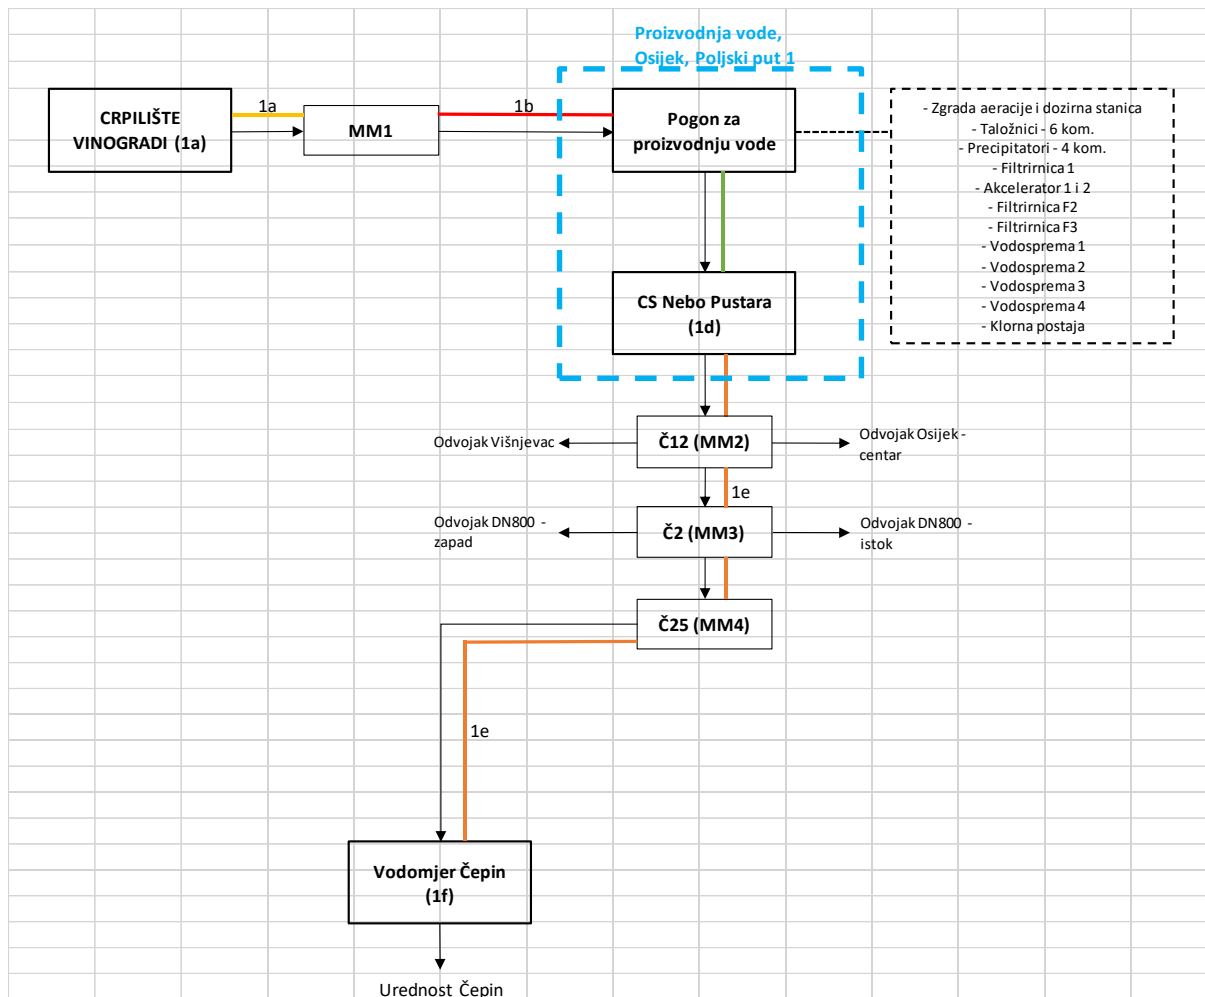 Proizvodnja vode,
Osijek, Poljski put 1
1a
1b
CRPILIŠTE
VINOGRADI (1a)
MM1
Pogon za
proizvodnju vode
- Zgrada aeracije i dozirna stanica
- Taložnici - 6 kom.
- Precipitatori - 4 kom.
- Filtrirnica 1
- Akcelerator 1 i 2
- Filtrirnica F2
- Filtrirnica F3
- Vodosprema 1
- Vodosprema 2
- Vodosprema 3
- Vodosprema 4
- Klorna postaja
CS Nebo Pustara
(1d)
Odvojak Višnjevac
Č12 (MM2)
Odvojak Osijek -
centar
1e
Odvojak DN800 -
zapad
Č2 (MM3)
Odvojak DN800 -
istok
Č25 (MM4)
1e
Vodomjer Čepin
(1f)
Urednost Čepin